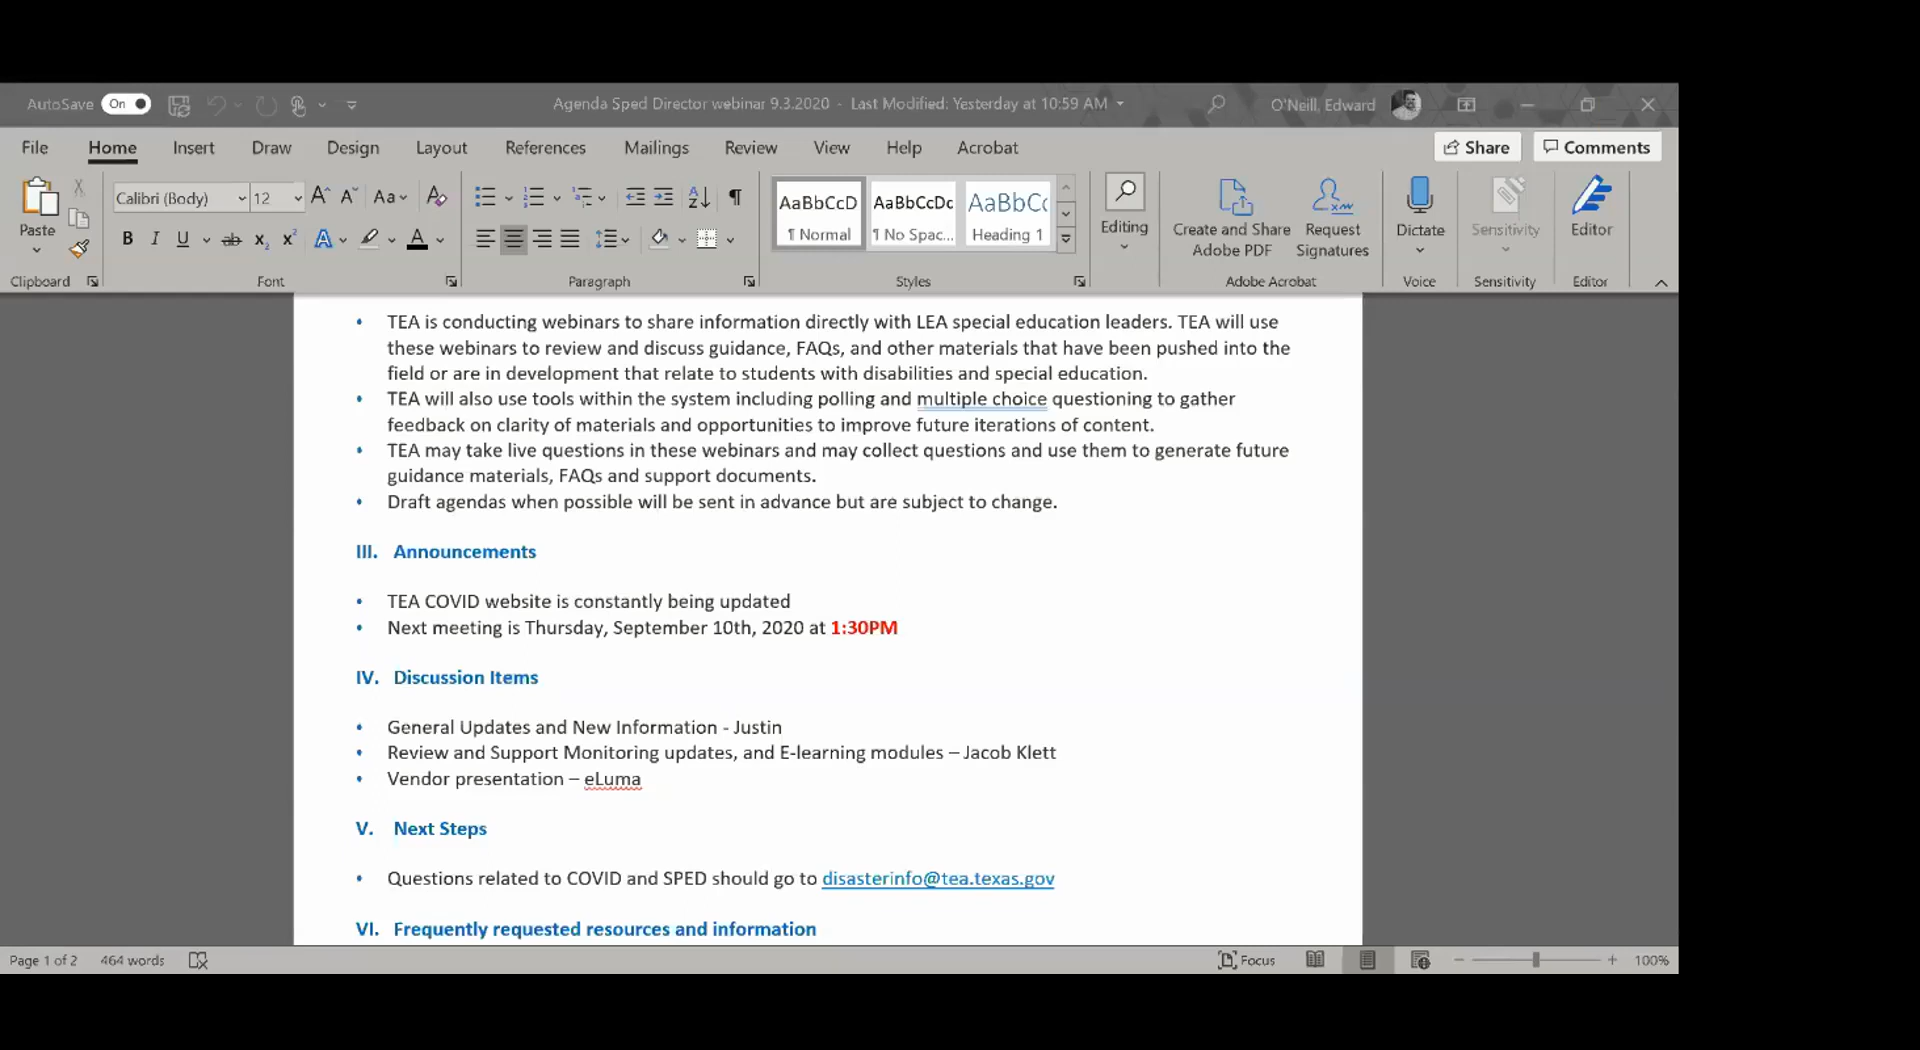 AutoSave On Agenda Sped Director webinar 9.3.2020 - Last Modified: Yesterday at 10:59 AM O'Neill, Edward
File Home Insert Draw Design Layout References Mailings Review View Help Acrobat Share Comments
Calibri (Body) 12 Aa AaBbCcD AaBbCcDc AaBbCc
Paste B I U ab x2 x2 A A ¶ Normal ¶ No Spac... Heading 1 Editing Create and Share Adobe PDF Request Signatures Dictate Sensitivity Editor
Clipboard Font Paragraph Styles Adobe Acrobat Voice Sensitivity Editor
• TEA is conducting webinars to share information directly with LEA special education leaders. TEA will use
these webinars to review and discuss guidance, FAQs, and other materials that have been pushed into the
field or are in development that relate to students with disabilities and special education.
• TEA will also use tools within the system including polling and multiple choice questioning to gather
feedback on clarity of materials and opportunities to improve future iterations of content.
• TEA may take live questions in these webinars and may collect questions and use them to generate future
guidance materials, FAQs and support documents.
• Draft agendas when possible will be sent in advance but are subject to change.
III. Announcements
• TEA COVID website is constantly being updated
• Next meeting is Thursday, September 10th, 2020 at 1:30PM
IV. Discussion Items
• General Updates and New Information - Justin
• Review and Support Monitoring updates, and E-learning modules – Jacob Klett
• Vendor presentation – eLuma
V. Next Steps
• Questions related to COVID and SPED should go to disasterinfo@tea.texas.gov
VI. Frequently requested resources and information
Page 1 of 2 464 words Focus 100%